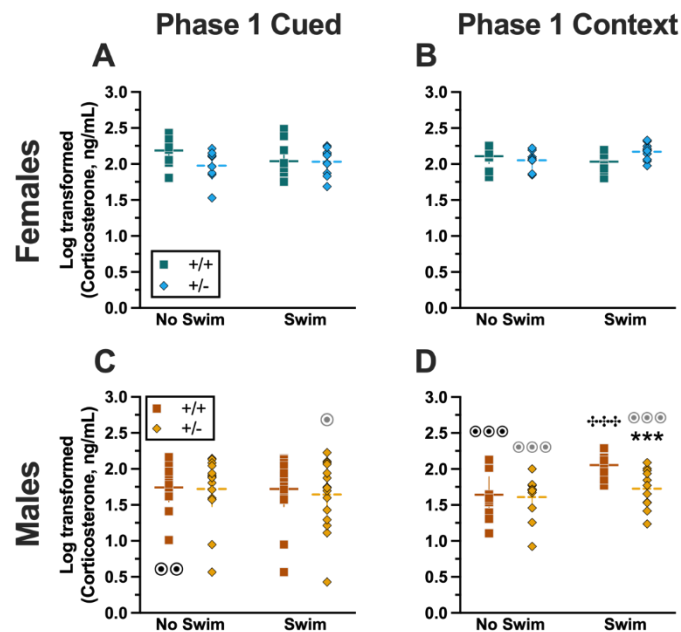 Phase 1 Cued
Phase 1 Context
Females
A
Log transformed
(Corticosterone, ng/mL)
3.0
2.5
2.0
1.5
1.0
0.5
0.0
+/+
+/-
No Swim
Swim
B
3.0
2.5
2.0
1.5
1.0
0.5
0.0
No Swim
Swim
Males
C
Log transformed
(Corticosterone, ng/mL)
3.0
2.5
2.0
1.5
1.0
0.5
0.0
+/+
+/-
No Swim
Swim
D
3.0
2.5
2.0
1.5
1.0
0.5
0.0
***
No Swim
Swim